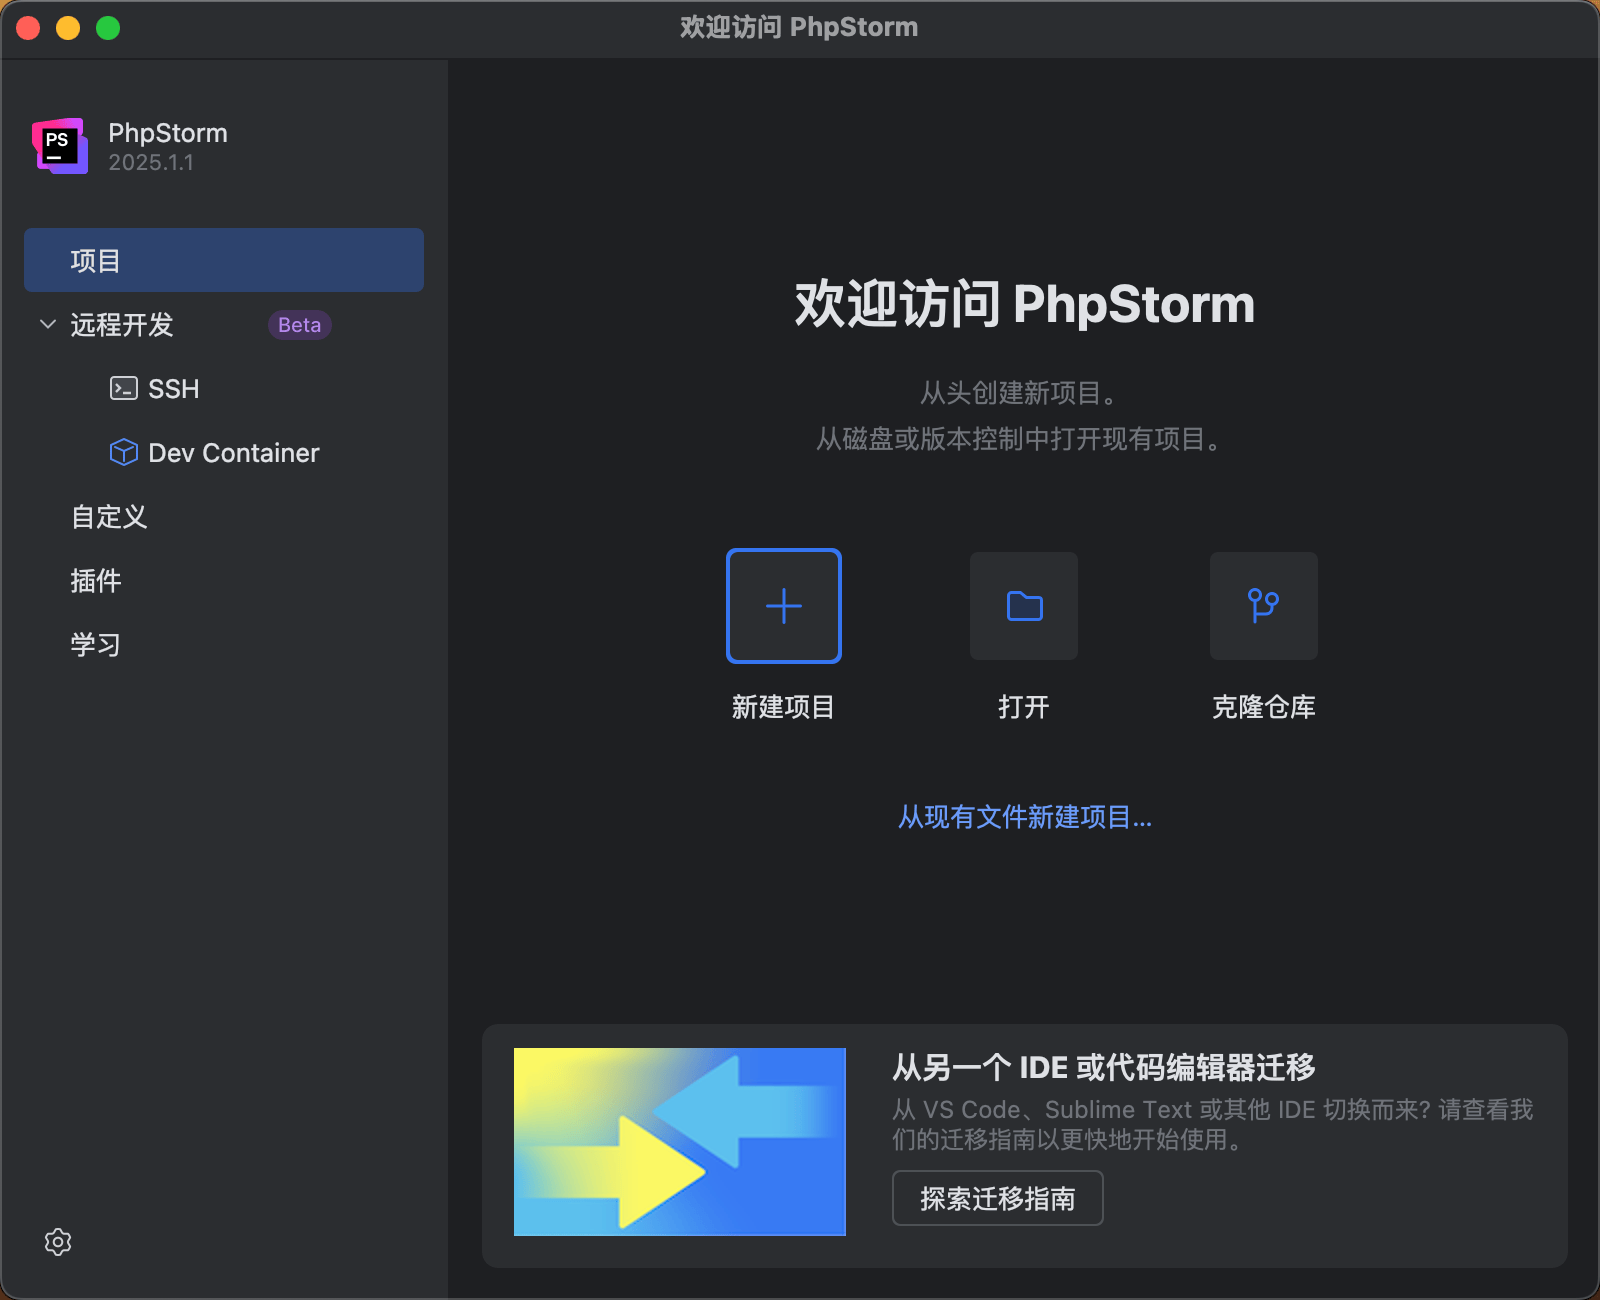 欢迎访问 PhpStorm
PS
PhpStorm
2025.1.1
项目
远程开发 Beta
SSH
Dev Container
自定义
插件
学习
欢迎访问 PhpStorm
从头创建新项目。
从磁盘或版本控制中打开现有项目。
新建项目
打开
克隆仓库
从现有文件新建项目...
从另一个 IDE 或代码编辑器迁移
从 VS Code、Sublime Text 或其他 IDE 切换而来? 请查看我
们的迁移指南以更快地开始使用。
探索迁移指南